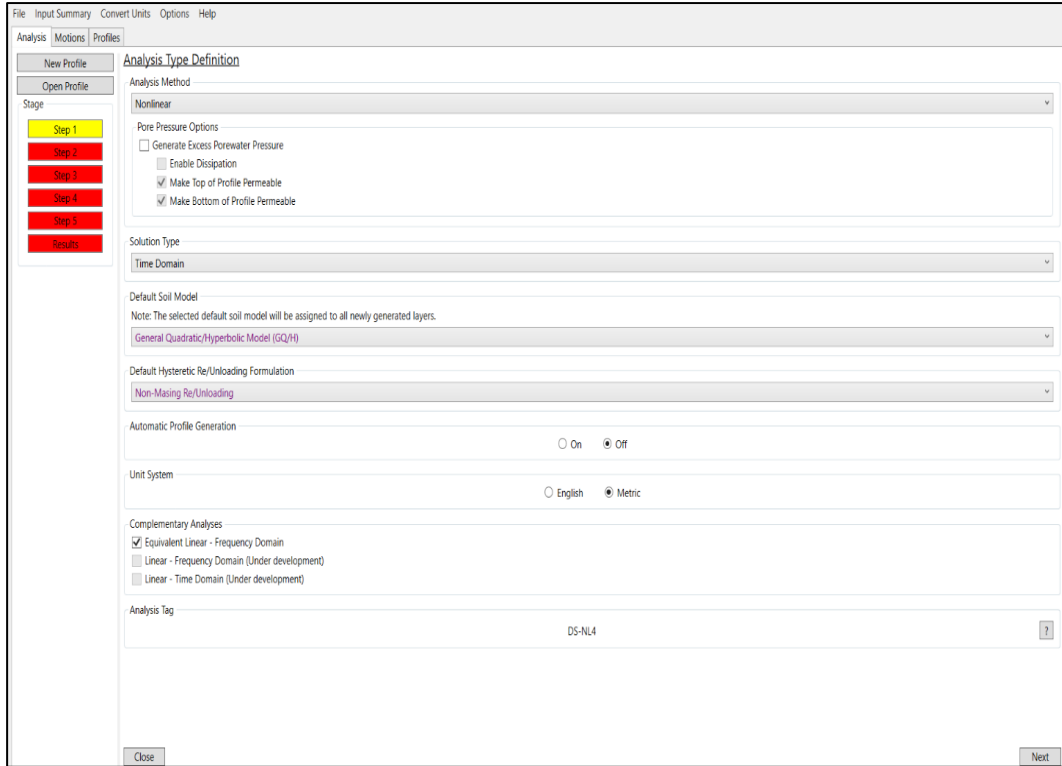 File Input Summary Convert Units Options Help
Analysis Motions Profiles
New Profile
Open Profile
Stage
Step 1
Step 2
Step 3
Step 4
Step 5
Results
Analysis Type Definition
Analysis Method
Nonlinear
Pore Pressure Options
Generate Excess Porewater Pressure
Enable Dissipation
Make Top of Profile Permeable
Make Bottom of Profile Permeable
Solution Type
Time Domain
Default Soil Model
Note: The selected default soil model will be assigned to all newly generated layers.
General Quadratic/Hyperbolic Model (GQ/H)
Default Hysteretic Re/Unloading Formulation
Non-Masing Re/Unloading
Automatic Profile Generation
On Off
Unit System
English Metric
Complementary Analyses
Equivalent Linear - Frequency Domain
Linear - Frequency Domain (Under development)
Linear - Time Domain (Under development)
Analysis Tag
DS-NL4 ?
Close Next